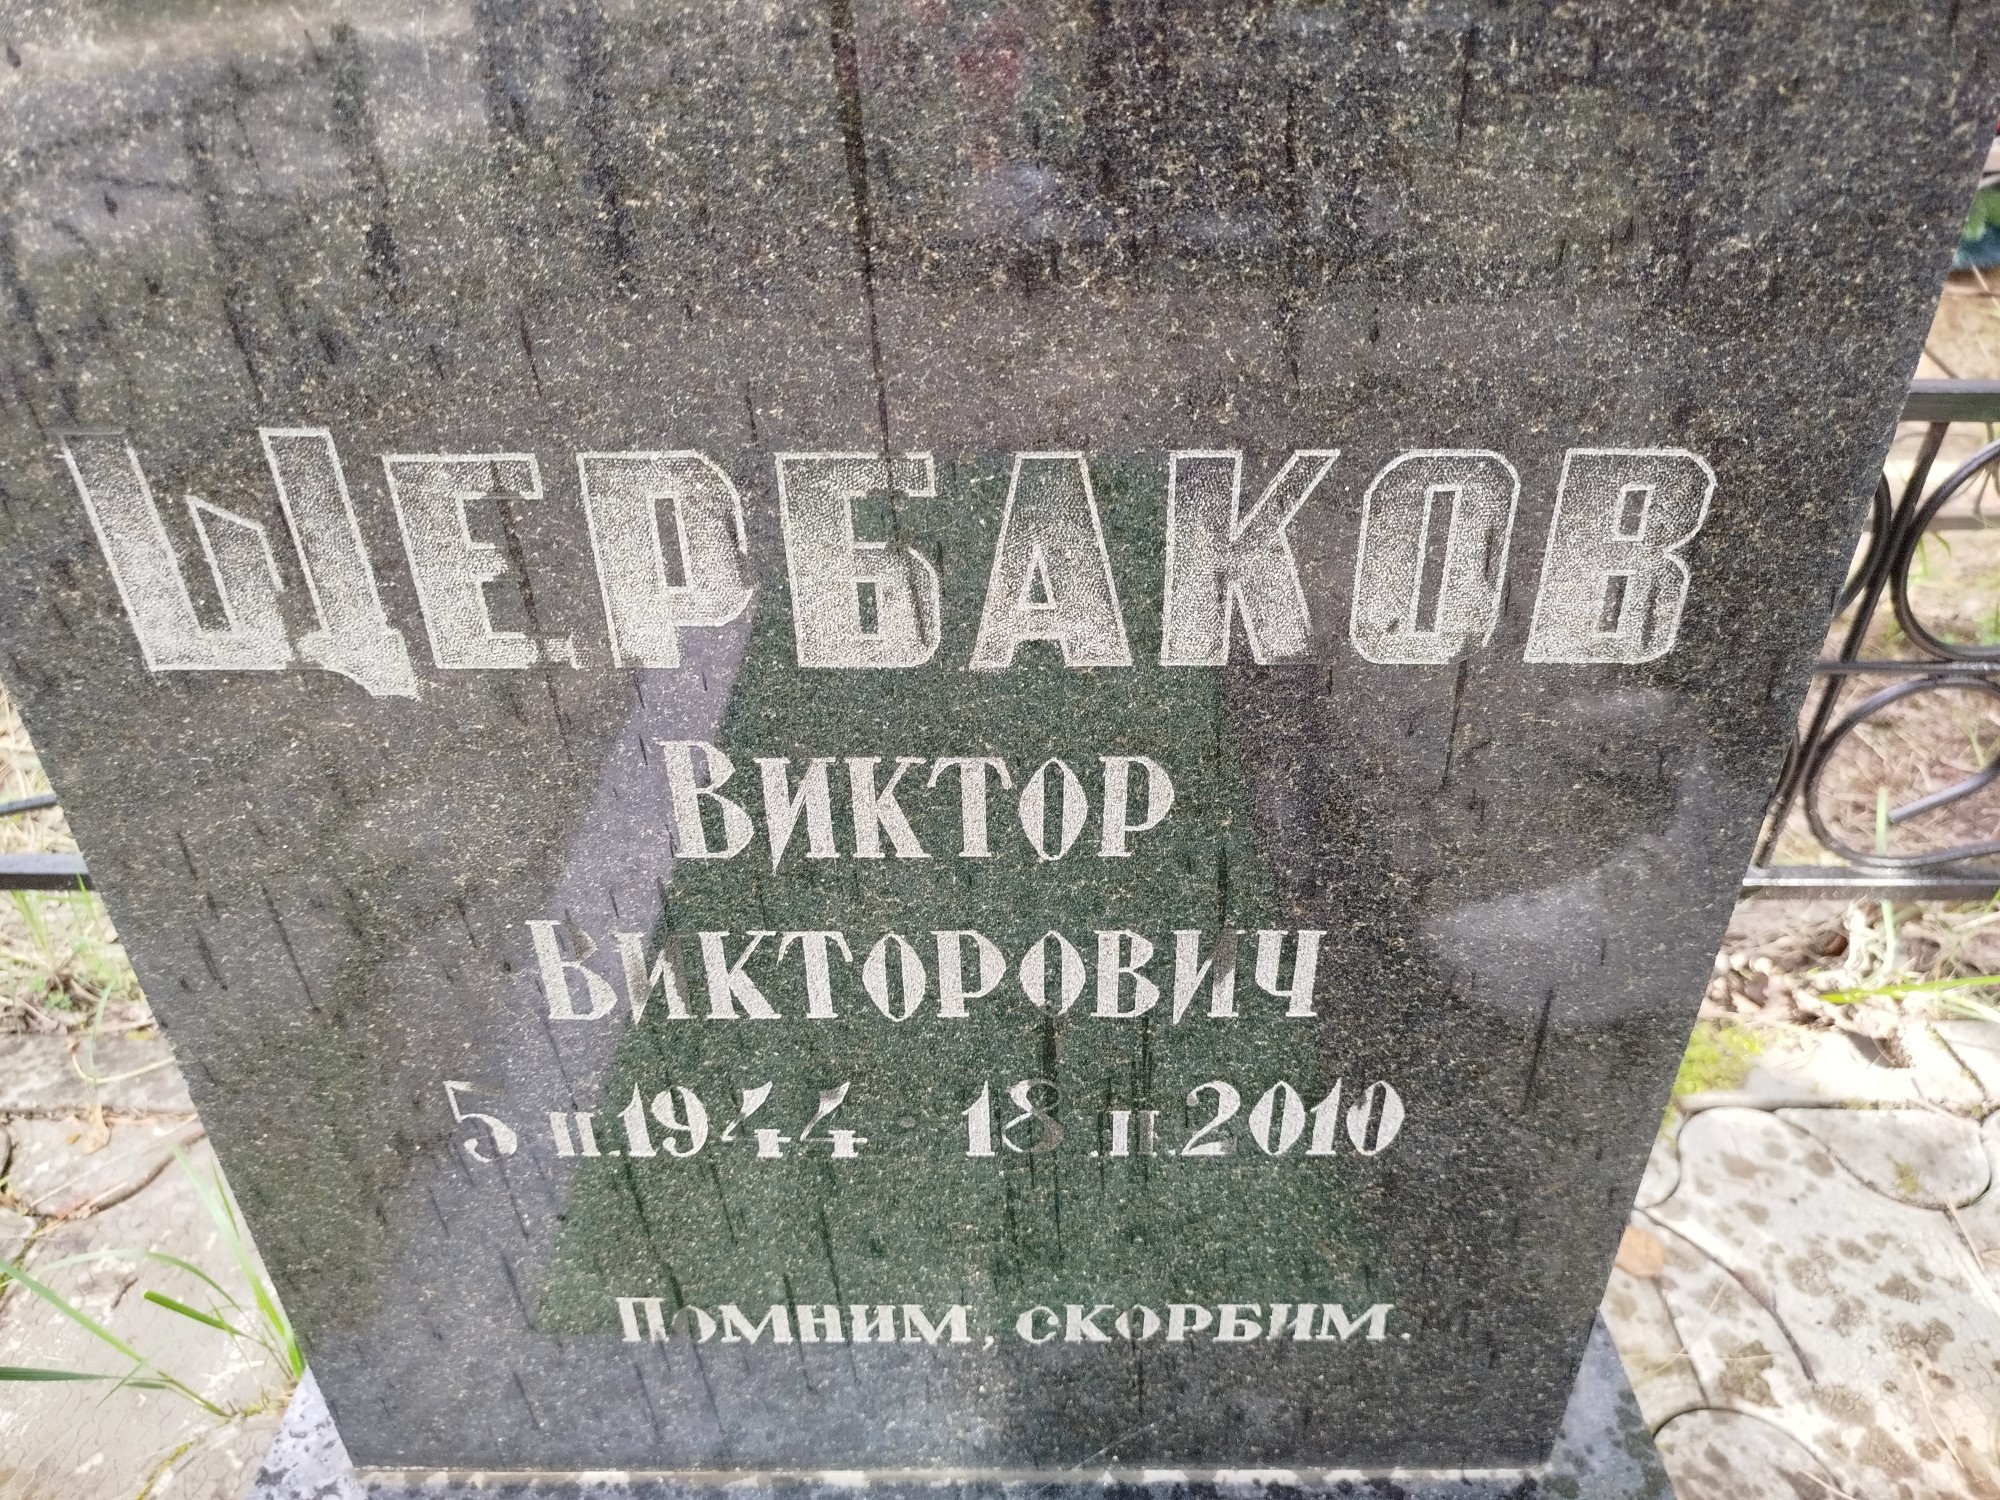 ЩЕРБАКОВ
ВИКТОР
ВИКТОРОВИЧ
5 II.1944 18.II.2010
ПОМНИМ, СКОРБИМ.